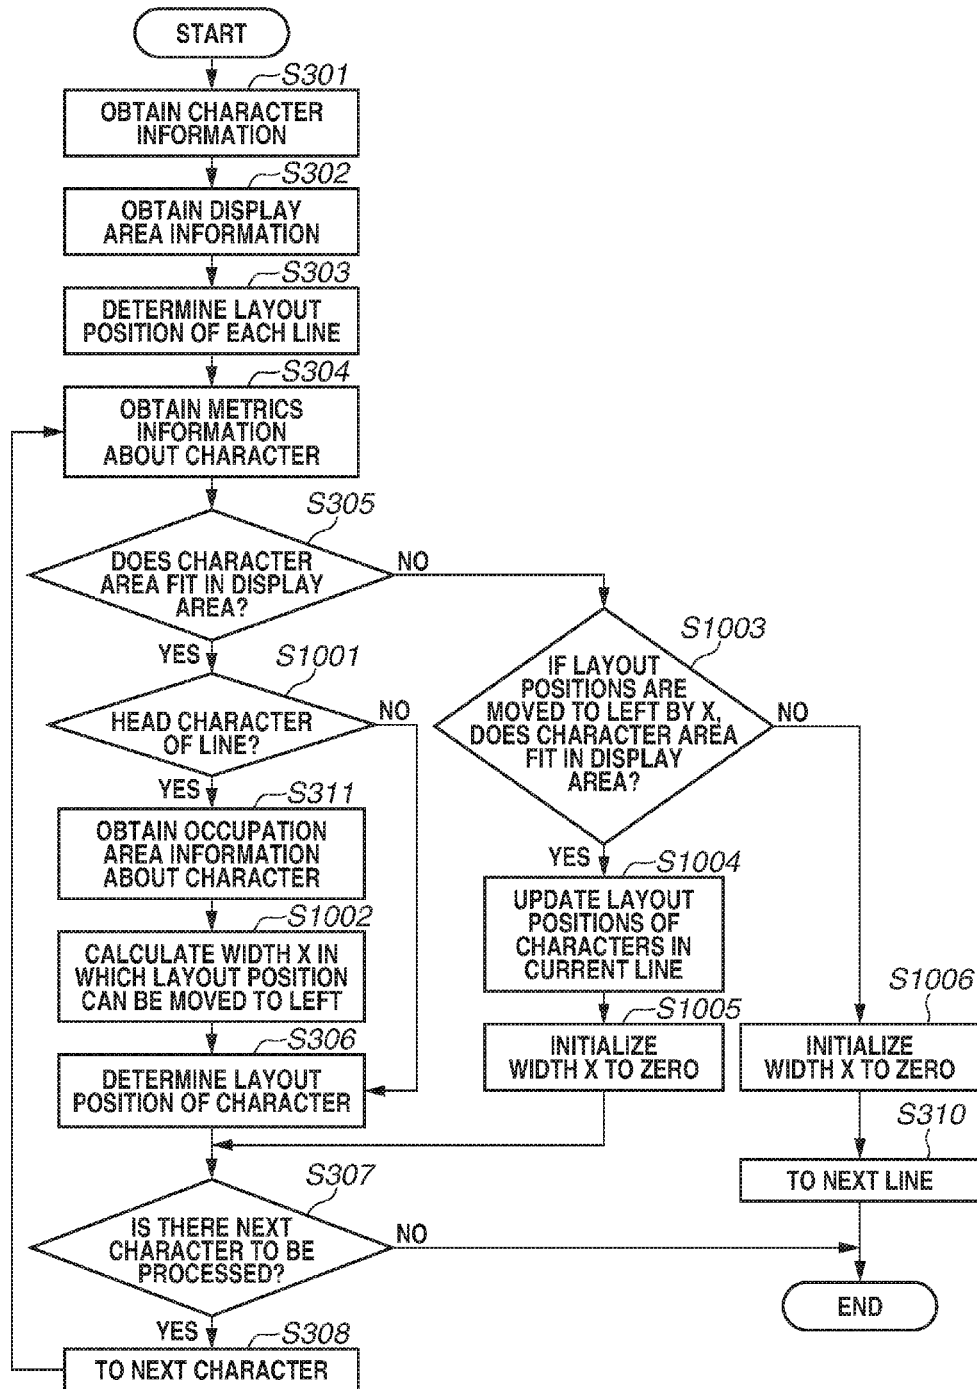 START
S301
OBTAIN CHARACTER
INFORMATION
S302
OBTAIN DISPLAY
AREA INFORMATION
S303
DETERMINE LAYOUT
POSITION OF EACH LINE
S304
OBTAIN METRICS
INFORMATION
ABOUT CHARACTER
S305
DOES CHARACTER
AREA FIT IN DISPLAY
AREA?
NO
YES
S1001
HEAD CHARACTER
OF LINE?
NO
YES
S311
OBTAIN OCCUPATION
AREA INFORMATION
ABOUT CHARACTER
S1002
CALCULATE WIDTH X IN
WHICH LAYOUT POSITION
CAN BE MOVED TO LEFT
S306
DETERMINE LAYOUT
POSITION OF CHARACTER
S1003
IF LAYOUT
POSITIONS ARE
MOVED TO LEFT BY X,
DOES CHARACTER AREA
FIT IN DISPLAY
AREA?
NO
YES
S1004
UPDATE LAYOUT
POSITIONS OF
CHARACTERS IN
CURRENT LINE
S1005
INITIALIZE
WIDTH X TO ZERO
S1006
INITIALIZE
WIDTH X TO ZERO
S310
TO NEXT LINE
S307
IS THERE NEXT
CHARACTER TO BE
PROCESSED?
NO
YES
S308
TO NEXT CHARACTER
END